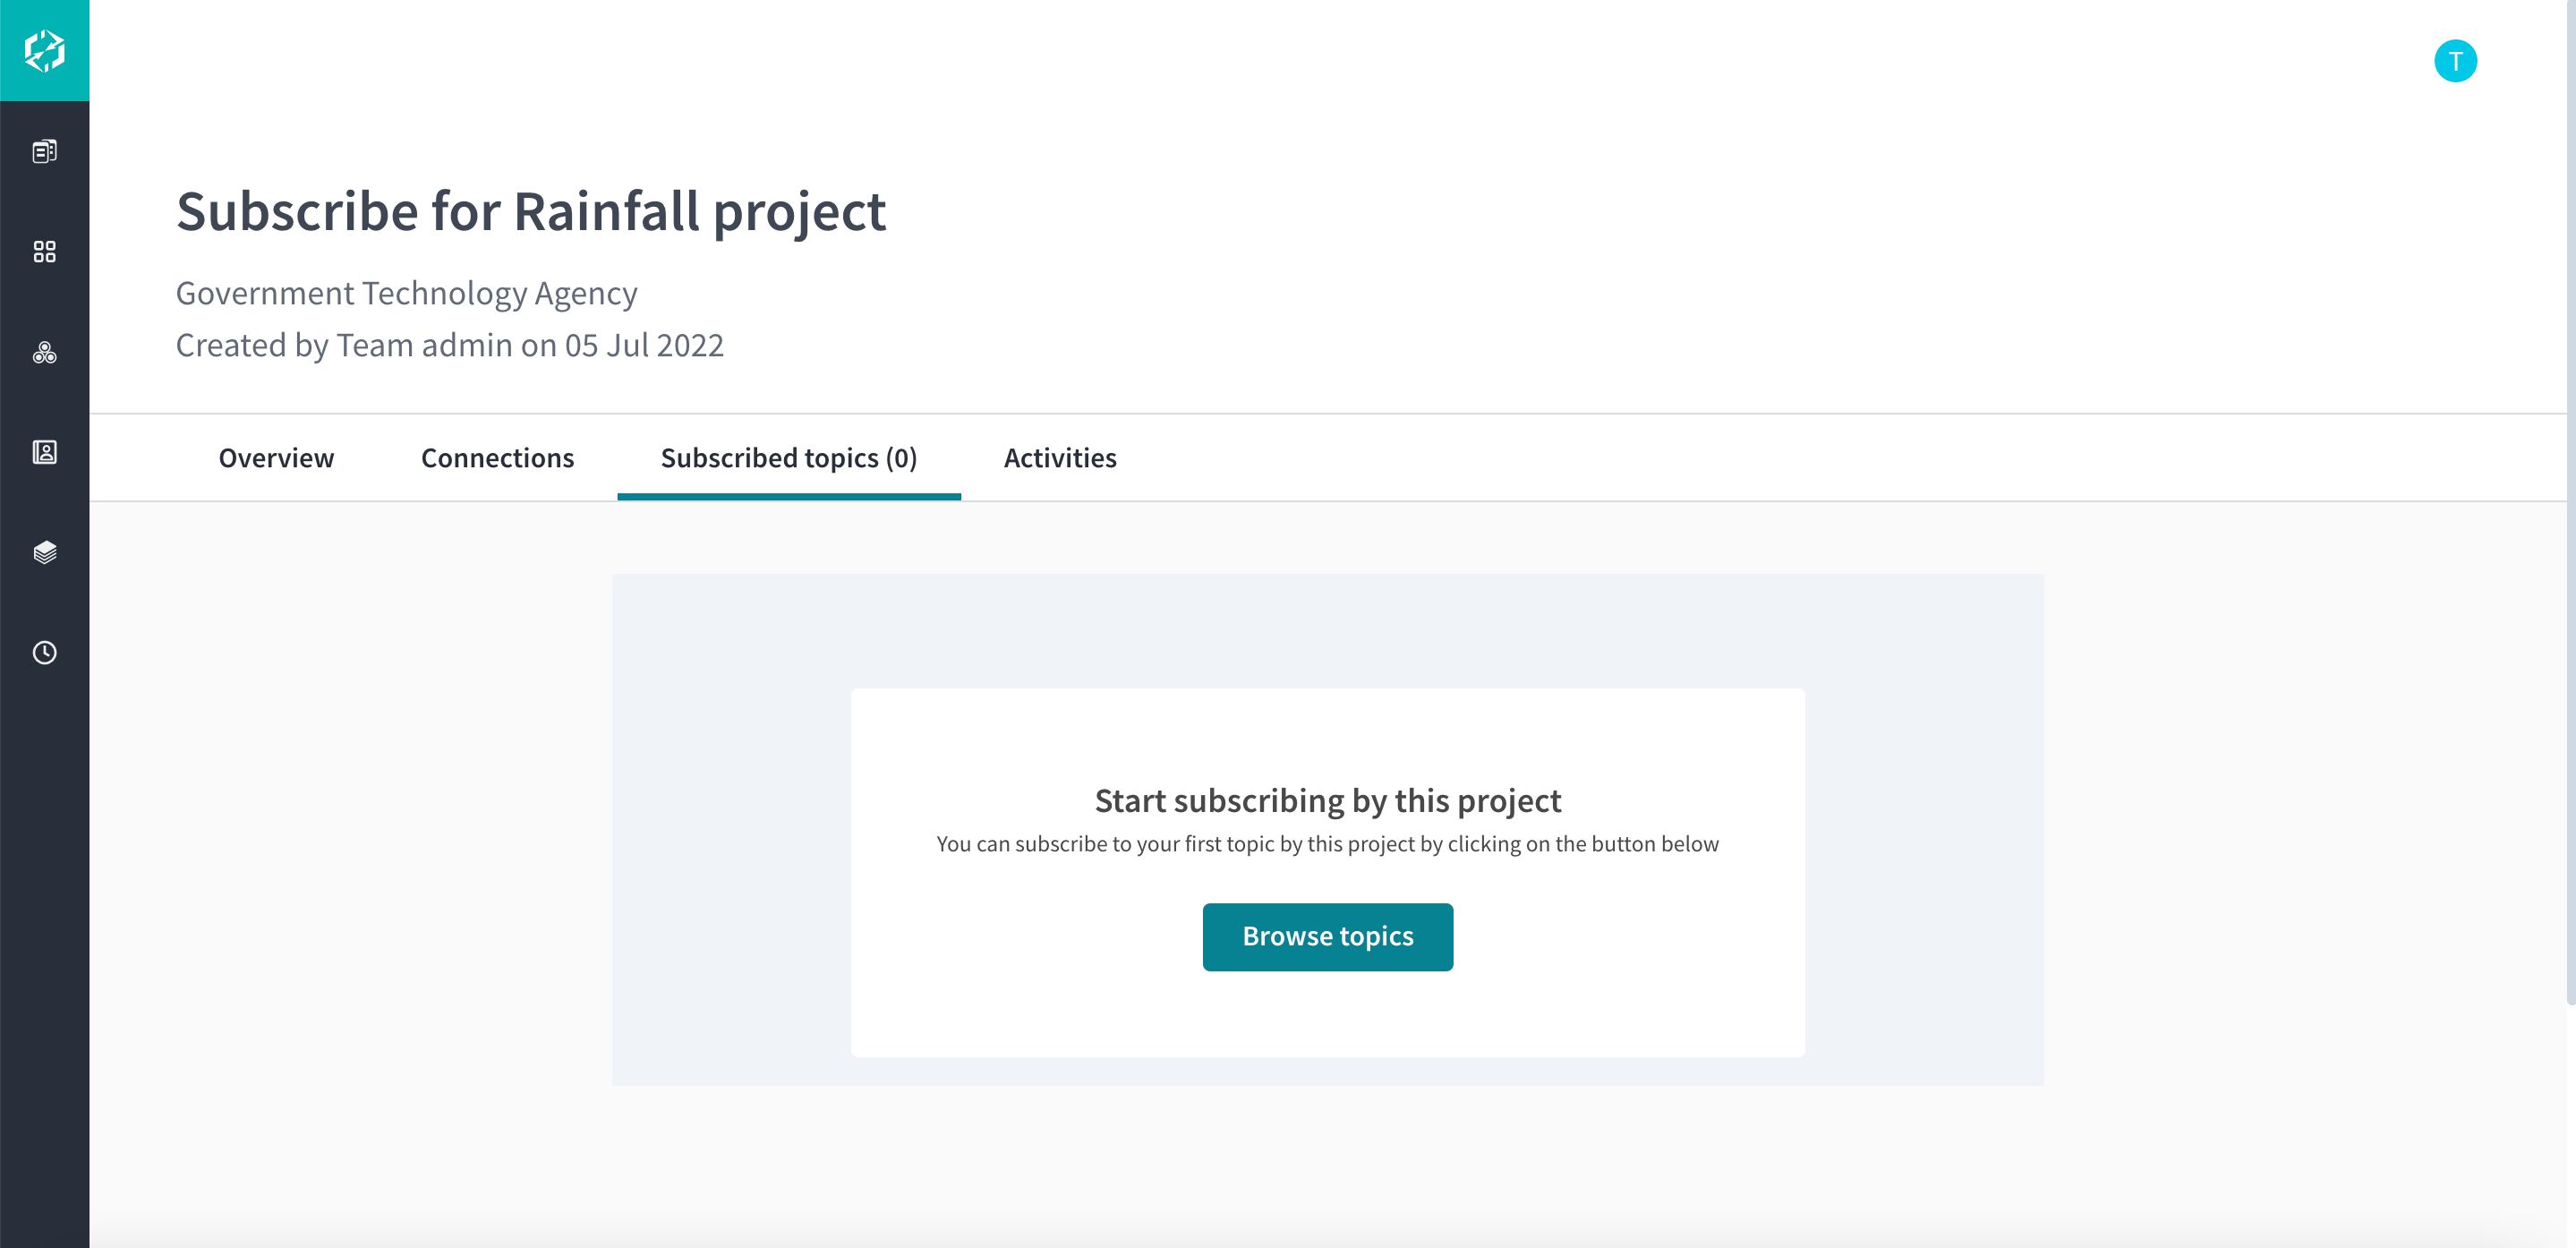 T
Subscribe for Rainfall project
Government Technology Agency
Created by Team admin on 05 Jul 2022
Overview
Connections
Subscribed topics (0)
Activities
Start subscribing by this project
You can subscribe to your first topic by this project by clicking on the button below
Browse topics